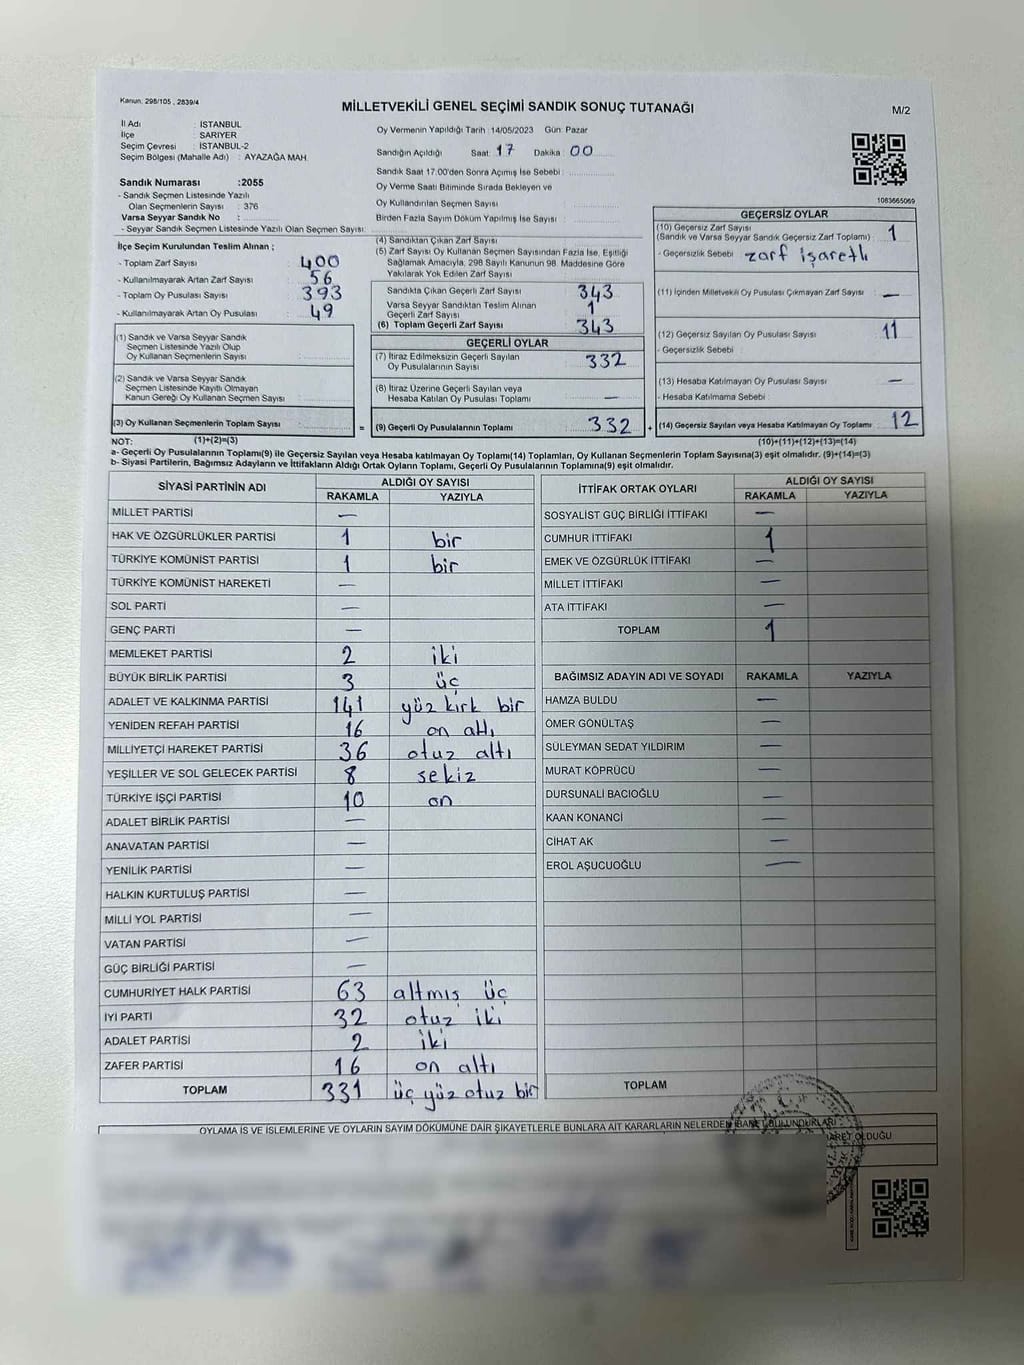 Kanun: 298/105 , 2839/4
MİLLETVEKİLİ GENEL SEÇİMİ SANDIK SONUÇ TUTANAĞI
M/2
İl Adı : İSTANBUL
İlçe : SARIYER
Seçim Çevresi : İSTANBUL-2
Seçim Bölgesi (Mahalle Adı) : AYAZAĞA MAH.
Oy Vermenin Yapıldığı Tarih :14/05/2023 Gün: Pazar
Sandığın Açıldığı Saat: 17 Dakika: 00
Sandık Saat 17.00'den Sonra Açımış İse Sebebi :
Oy Verme Saati Bitiminde Sırada Bekleyen ve
Oy Kullandırılan Seçmen Sayısı :
Birden Fazla Sayım Döküm Yapılmış İse Sayısı :
Sandık Numarası :2055
- Sandık Seçmen Listesinde Yazılı
Olan Seçmenlerin Sayısı : 376
Varsa Seyyar Sandık No :
- Seyyar Sandık Seçmen Listesinde Yazılı Olan Seçmen Sayısı:
1083665069
İlçe Seçim Kurulundan Teslim Alınan ;
- Toplam Zarf Sayısı : 400
- Kullanılmayarak Artan Zarf Sayısı : 56
- Toplam Oy Pusulası Sayısı : 393
- Kullanılmayarak Artan Oy Pusulası : 49
(1) Sandık ve Varsa Seyyar Sandık
Seçmen Listesinde Yazılı Olup
Oy Kullanan Seçmenlerin Sayısı :
(2) Sandık ve Varsa Seyyar Sandık
Seçmen Listesinde Kayıtlı Olmayan
Kanun Gereği Oy Kullanan Seçmen Sayısı :
(3) Oy Kullanan Seçmenlerin Toplam Sayısı :
(4) Sandıktan Çıkan Zarf Sayısı
(5) Zarf Sayısı Oy Kullanan Seçmen Sayısından Fazla İse, Eşitliği
Sağlamak Amacıyla, 298 Sayılı Kanunun 98. Maddesine Göre
Yakılarak Yok Edilen Zarf Sayısı
Sandıkta Çıkan Geçerli Zarf Sayısı 343
Varsa Seyyar Sandıktan Teslim Alınan
Geçerli Zarf Sayısı 1
(6) Toplam Geçerli Zarf Sayısı 343
GEÇERLİ OYLAR
(7) İtiraz Edilmeksizin Geçerli Sayılan
Oy Pusulalarının Sayısı 332
(8) İtiraz Üzerine Geçerli Sayılan veya
Hesaba Katılan Oy Pusulası Toplamı —
= (9) Geçerli Oy Pusulalarının Toplamı 332 +
GEÇERSİZ OYLAR
(10) Geçersiz Zarf Sayısı
(Sandık ve Varsa Seyyar Sandık Geçersiz Zarf Toplamı) : 1
- Geçersizlik Sebebi : zarf işaretli
(11) İçinden Milletvekili Oy Pusulası Çıkmayan Zarf Sayısı : —
(12) Geçersiz Sayılan Oy Pusulası Sayısı : 11
- Geçersizlik Sebebi :
(13) Hesaba Katılmayan Oy Pusulası Sayısı : —
- Hesaba Katılmama Sebebi :
(14) Geçersiz Sayılan veya Hesaba Katılmayan Oy Toplamı : 12
NOT: (1)+(2)=(3) (10)+(11)+(12)+(13)=(14)
a- Geçerli Oy Pusulalarının Toplamı(9) ile Geçersiz Sayılan veya Hesaba katılmayan Oy Toplamı(14) Toplamları, Oy Kullanan Seçmenlerin Toplam Sayısına(3) eşit olmalıdır. (9)+(14)=(3)
b- Siyasi Partilerin, Bağımsız Adayların ve İttifakların Aldığı Ortak Oyların Toplamı, Geçerli Oy Pusulalarının Toplamına(9) eşit olmalıdır.
SİYASİ PARTİNİN ADI ALDIĞI OY SAYISI
RAKAMLA YAZIYLA
MİLLET PARTİSİ —
HAK VE ÖZGÜRLÜKLER PARTİSİ 1 bir
TÜRKİYE KOMÜNİST PARTİSİ 1 bir
TÜRKİYE KOMÜNİST HAREKETİ —
SOL PARTİ —
GENÇ PARTİ —
MEMLEKET PARTİSİ 2 iki
BÜYÜK BİRLİK PARTİSİ 3 üç
ADALET VE KALKINMA PARTİSİ 141 yüz kırk bir
YENİDEN REFAH PARTİSİ 16 on altı
MİLLİYETÇİ HAREKET PARTİSİ 36 otuz altı
YEŞİLLER VE SOL GELECEK PARTİSİ 8 sekiz
TÜRKİYE İŞÇİ PARTİSİ 10 on
ADALET BİRLİK PARTİSİ —
ANAVATAN PARTİSİ —
YENİLİK PARTİSİ —
HALKIN KURTULUŞ PARTİSİ —
MİLLİ YOL PARTİSİ —
VATAN PARTİSİ —
GÜÇ BİRLİĞİ PARTİSİ —
CUMHURİYET HALK PARTİSİ 63 altmış üç
İYİ PARTİ 32 otuz iki
ADALET PARTİSİ 2 iki
ZAFER PARTİSİ 16 on altı
TOPLAM 331 üç yüz otuz bir
İTTİFAK ORTAK OYLARI ALDIĞI OY SAYISI
RAKAMLA YAZIYLA
SOSYALİST GÜÇ BİRLİĞİ İTTİFAKI —
CUMHUR İTTİFAKI 1
EMEK VE ÖZGÜRLÜK İTTİFAKI —
MİLLET İTTİFAKI —
ATA İTTİFAKI —
TOPLAM 1
BAĞIMSIZ ADAYIN ADI VE SOYADI RAKAMLA YAZIYLA
HAMZA BULDU —
ÖMER GÖNÜLTAŞ —
SÜLEYMAN SEDAT YILDIRIM —
MURAT KÖPRÜCÜ —
DURSUNALİ BACIOĞLU —
KAAN KONANCİ —
CİHAT AK —
EROL AŞUCUOĞLU —
TOPLAM
OYLAMA İŞ VE İŞLEMLERİNE VE OYLARIN SAYIM DÖKÜMÜNE DAİR ŞİKAYETLERLE BUNLARA AİT KARARLARIN NELERDEN İBARET BULUNDUKLARI
İBARET OLDUĞU